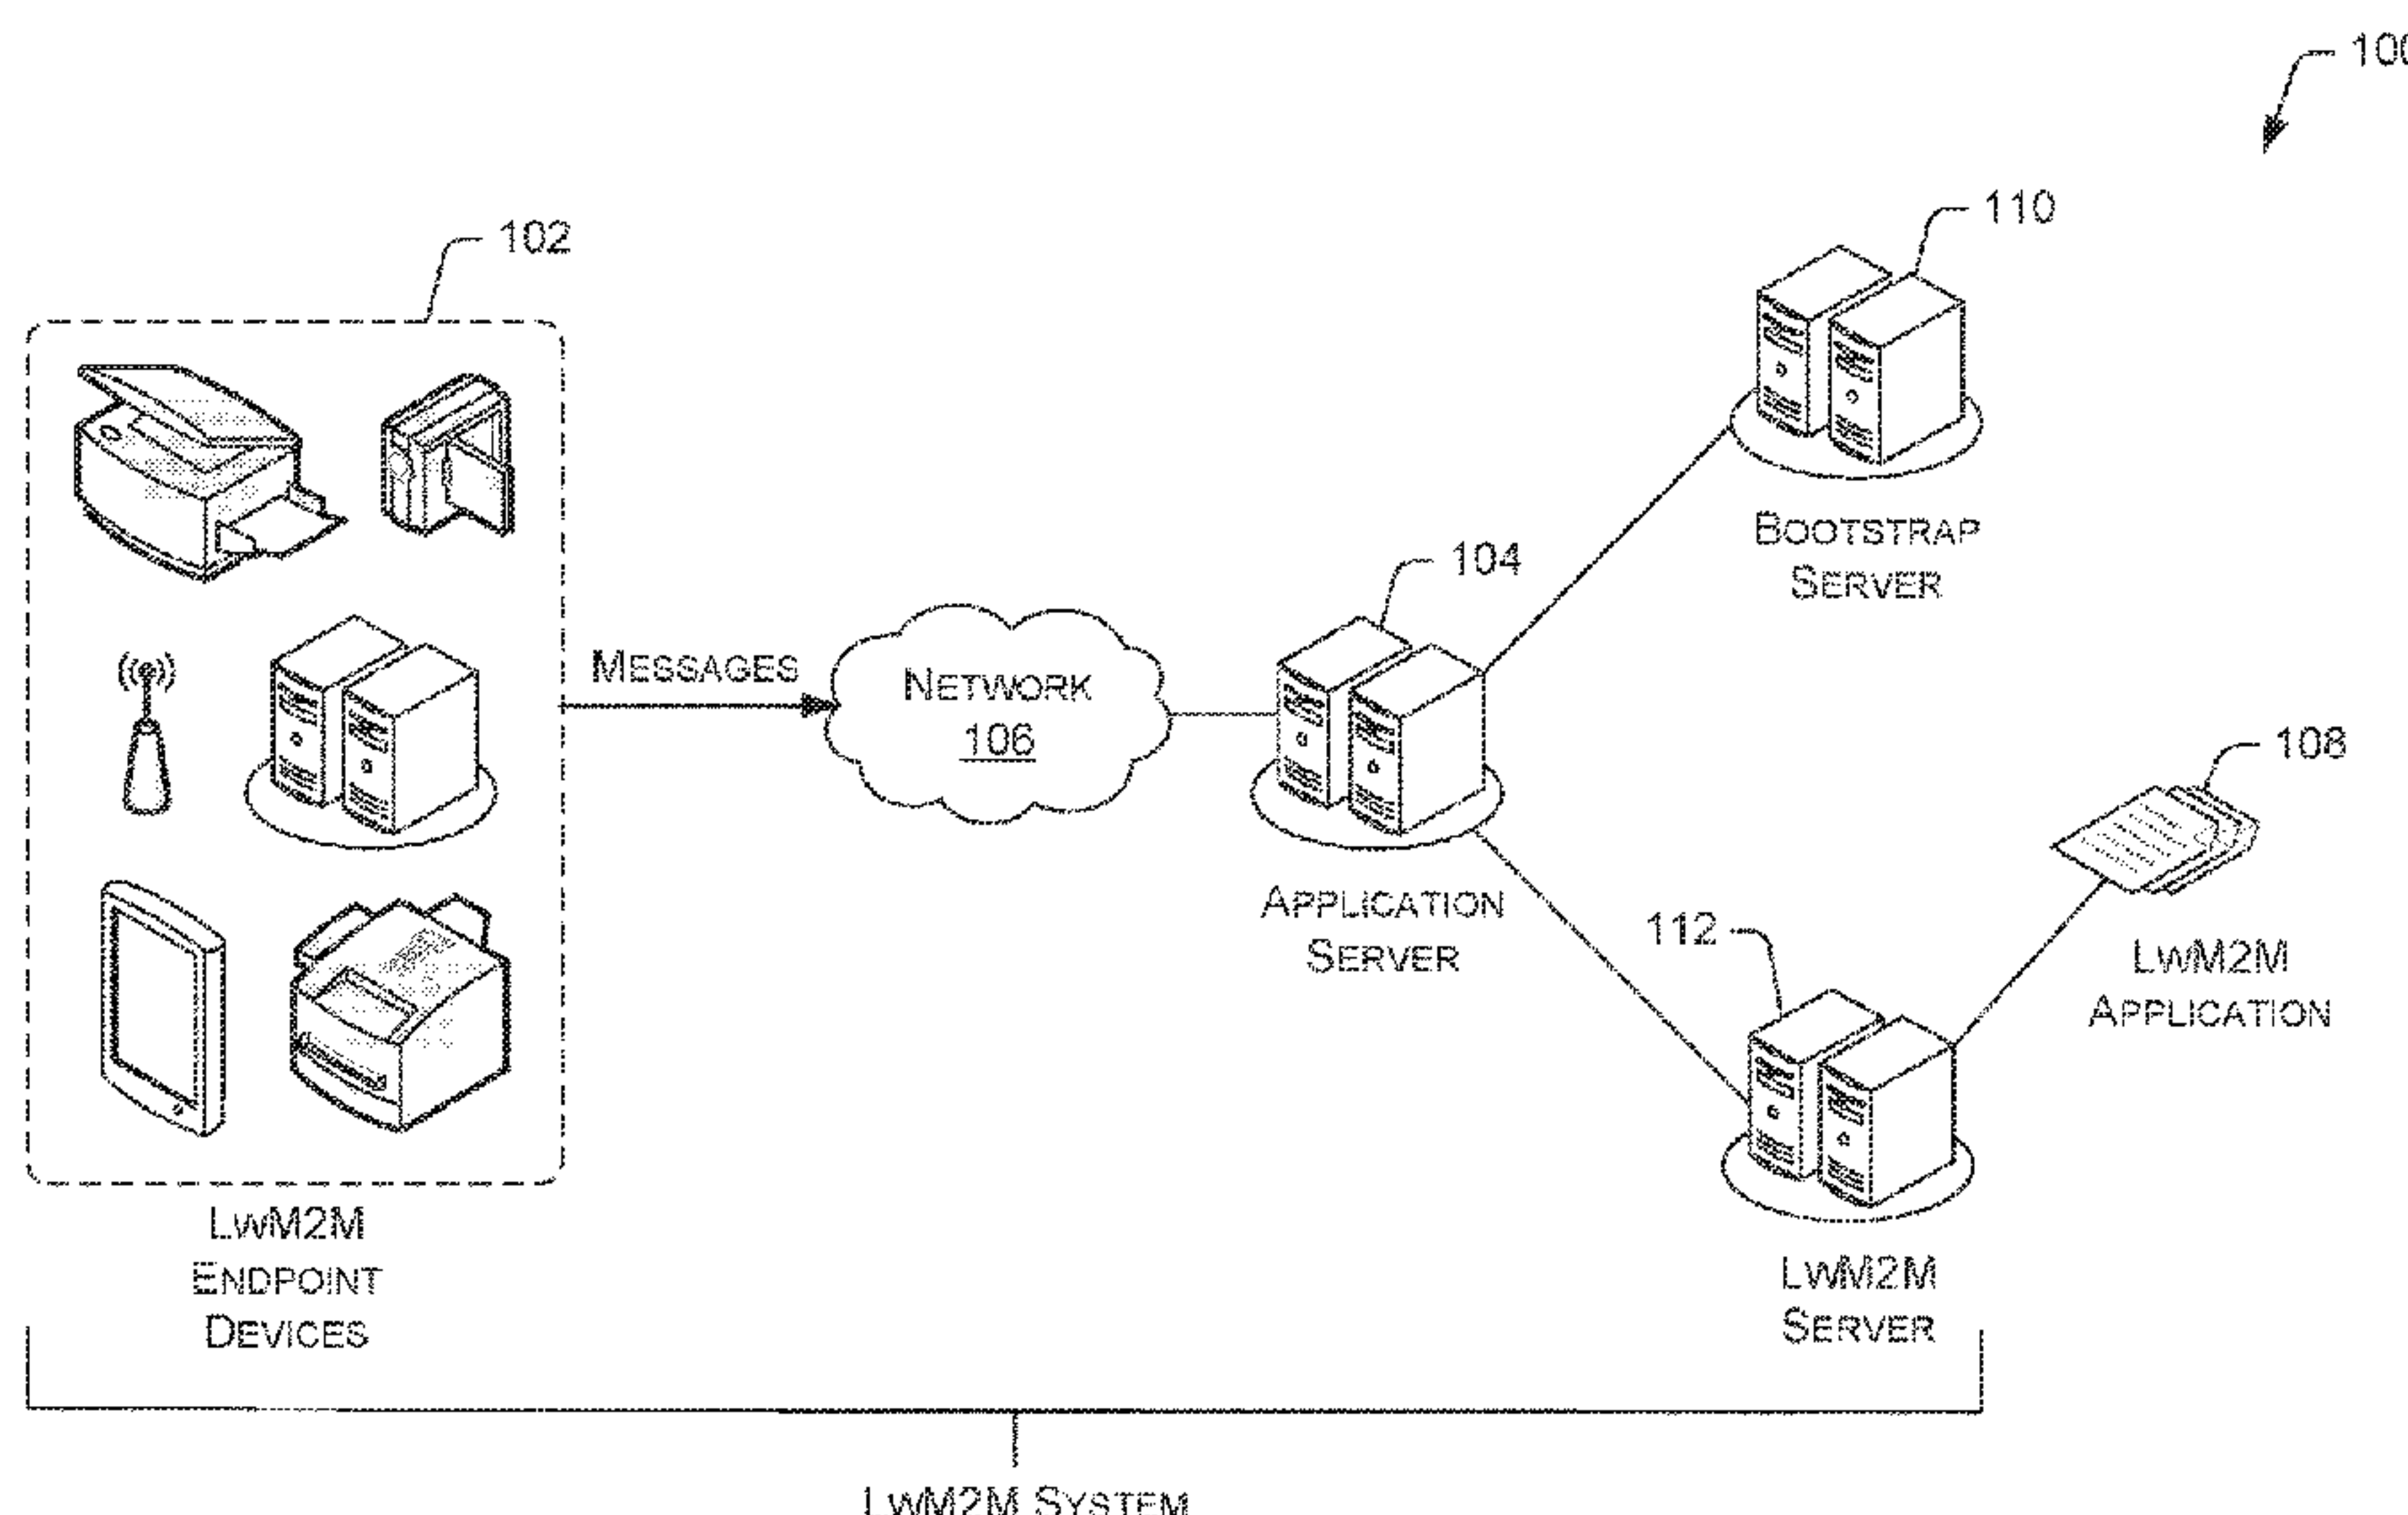 100
110
102
BOOTSTRAP
SERVER
104
MESSAGES
NETWORK
106
108
APPLICATION
SERVER
112
LWM2M
APPLICATION
LWM2M
ENDPOINT
DEVICES
LWM2M
SERVER
LWM2M SYSTEM